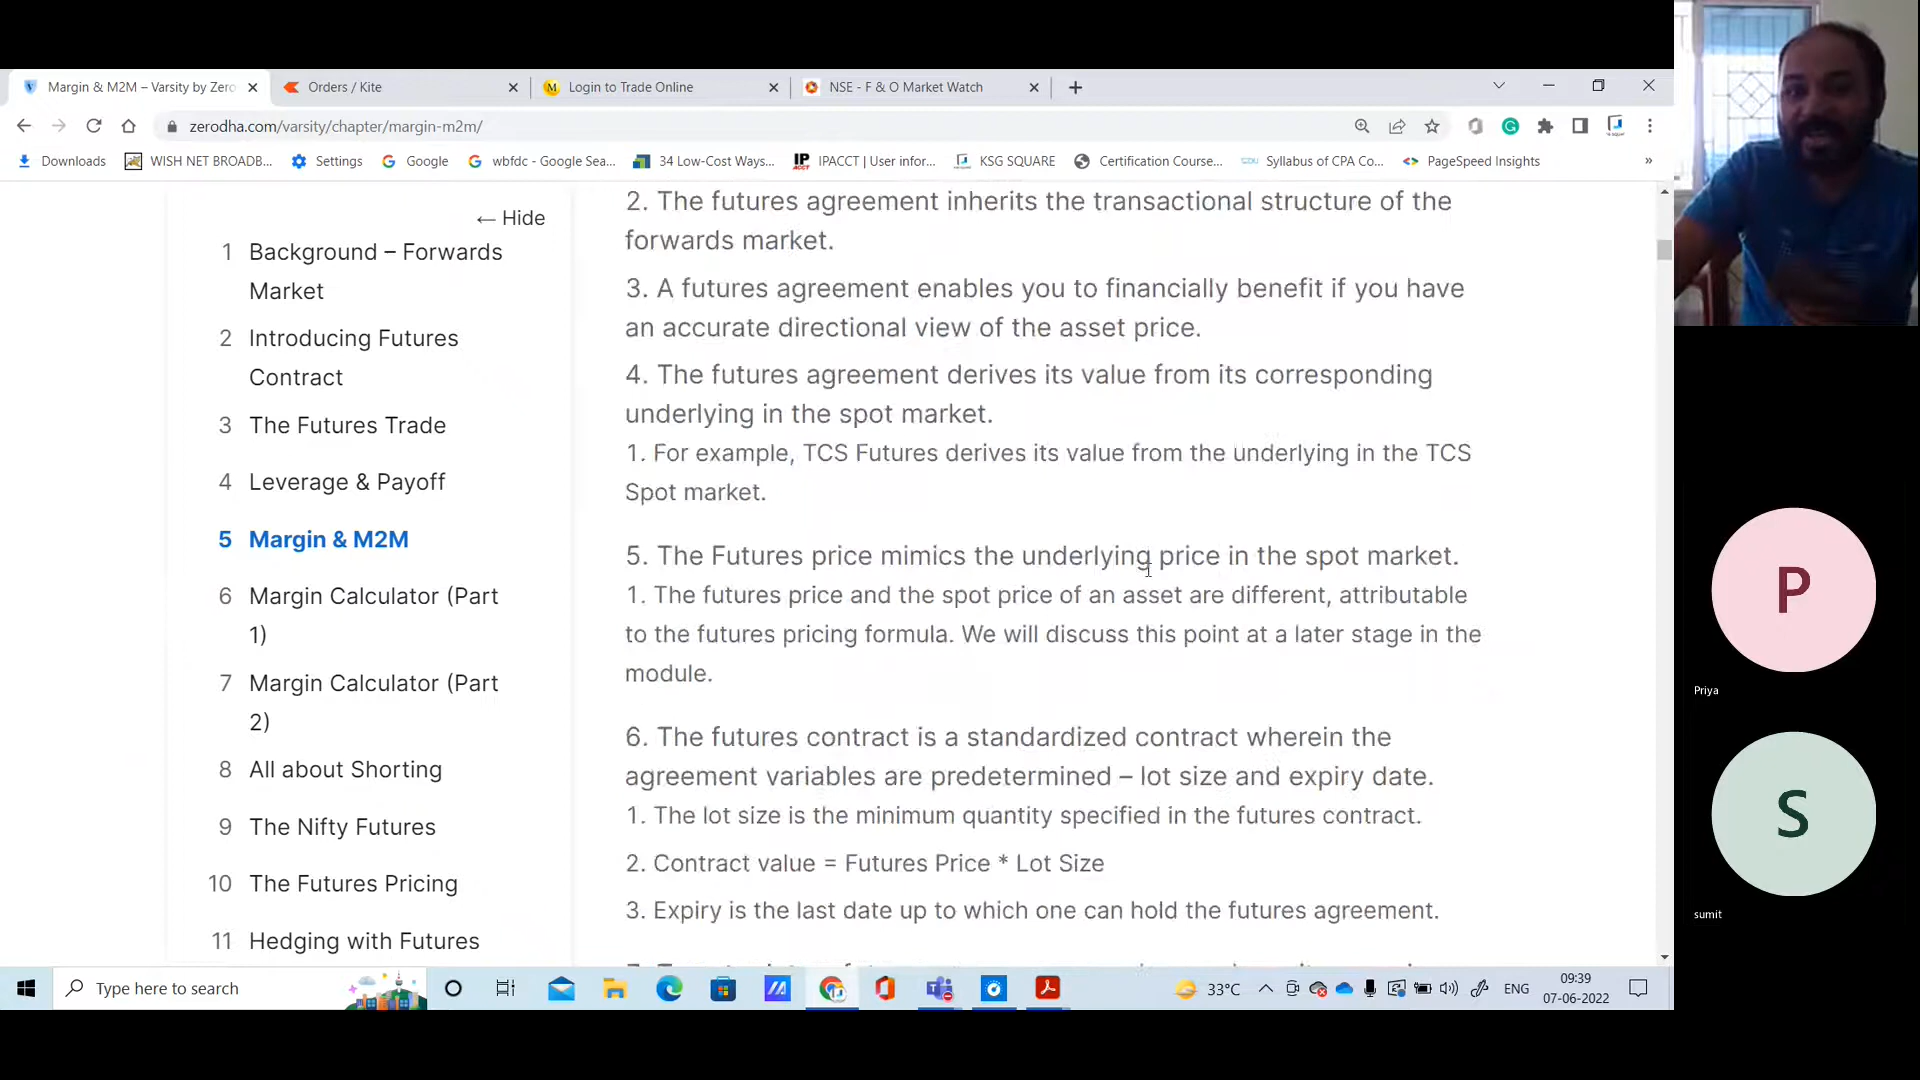 Margin & M2M – Varsity by Zero
Orders / Kite
Login to Trade Online
NSE - F & O Market Watch
zerodha.com/varsity/chapter/margin-m2m/
Downloads
WISH NET BROADB...
Settings
Google
wbfdc - Google Sea...
34 Low-Cost Ways...
IPACCT | User infor...
KSG SQUARE
Certification Course...
Syllabus of CPA Co...
PageSpeed Insights
»
← Hide
1 Background – Forwards
Market
2 Introducing Futures
Contract
3 The Futures Trade
4 Leverage & Payoff
5 Margin & M2M
6 Margin Calculator (Part
1)
7 Margin Calculator (Part
2)
8 All about Shorting
9 The Nifty Futures
10 The Futures Pricing
11 Hedging with Futures
2. The futures agreement inherits the transactional structure of the
forwards market.
3. A futures agreement enables you to financially benefit if you have
an accurate directional view of the asset price.
4. The futures agreement derives its value from its corresponding
underlying in the spot market.
1. For example, TCS Futures derives its value from the underlying in the TCS
Spot market.
5. The Futures price mimics the underlying price in the spot market.
1. The futures price and the spot price of an asset are different, attributable
to the futures pricing formula. We will discuss this point at a later stage in the
module.
6. The futures contract is a standardized contract wherein the
agreement variables are predetermined – lot size and expiry date.
1. The lot size is the minimum quantity specified in the futures contract.
2. Contract value = Futures Price * Lot Size
3. Expiry is the last date up to which one can hold the futures agreement.
P
Priya
S
sumit
Type here to search
33°C
ENG
09:39
07-06-2022